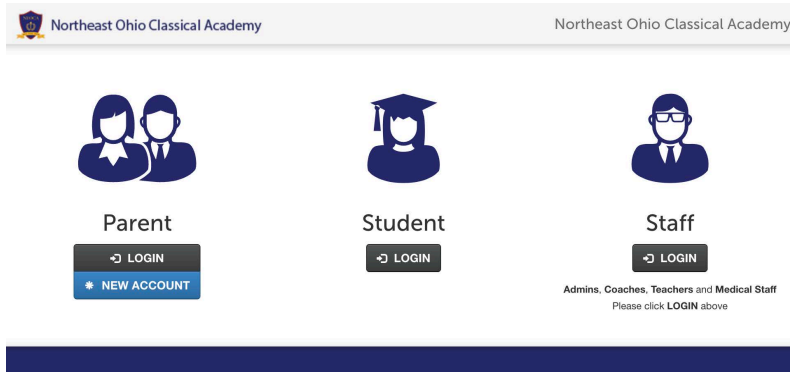 NEOCA
Northeast Ohio Classical Academy
Northeast Ohio Classical Academy
Parent
LOGIN
NEW ACCOUNT
Student
LOGIN
Staff
LOGIN
Admins, Coaches, Teachers and Medical Staff
Please click LOGIN above